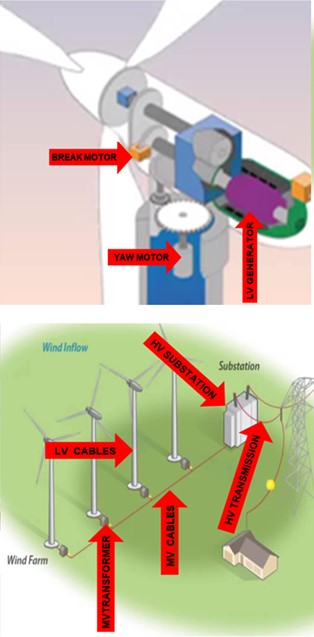 BREAK MOTOR
YAW MOTOR
LV GENERATOR
Wind Inflow
HV SUBSTATION
Substation
LV CABLES
HV TRANSMISSION
MV CABLES
MVTRANSFORMER
Wind Farm